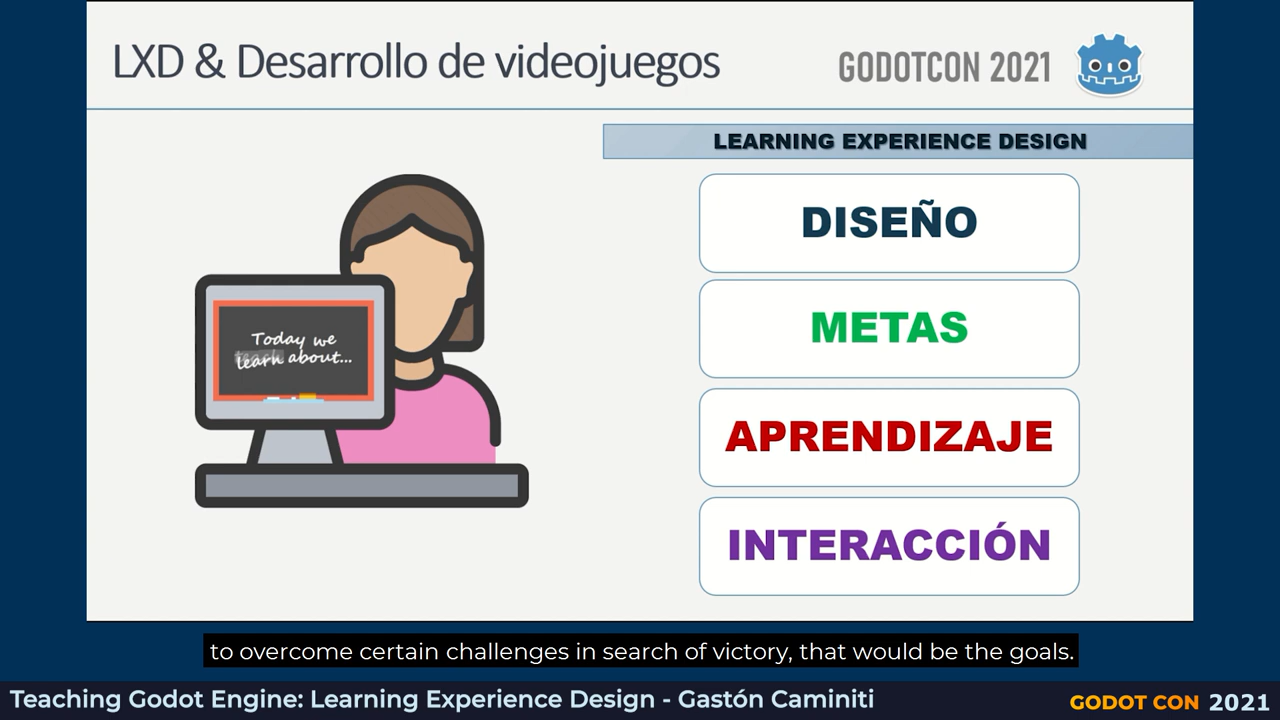 LXD & Desarrollo de videojuegos
GODOTCON 2021
LEARNING EXPERIENCE DESIGN
DISEÑO
METAS
APRENDIZAJE
INTERACCIÓN
Today we
learn about...
to overcome certain challenges in search of victory, that would be the goals.
Teaching Godot Engine: Learning Experience Design - Gastón Caminiti
GODOT CON 2021